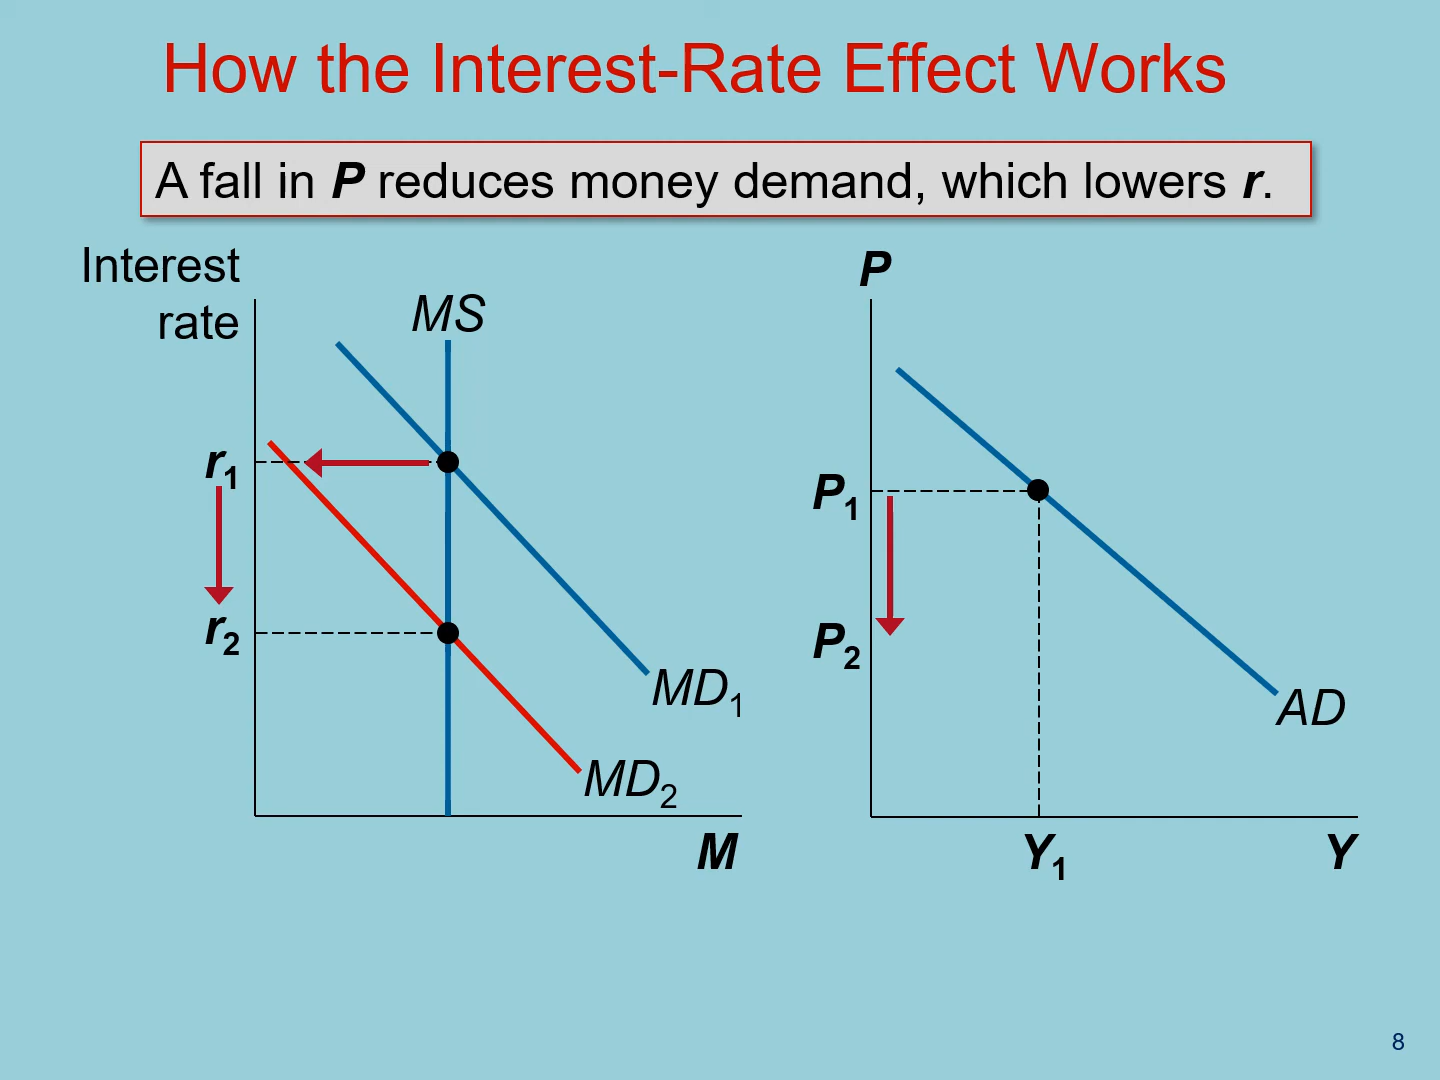 How the Interest-Rate Effect Works
A fall in P reduces money demand, which lowers r.
Interest
rate
MS
r1
r2
MD1
MD2
M
P
P1
P2
AD
Y1
Y
8